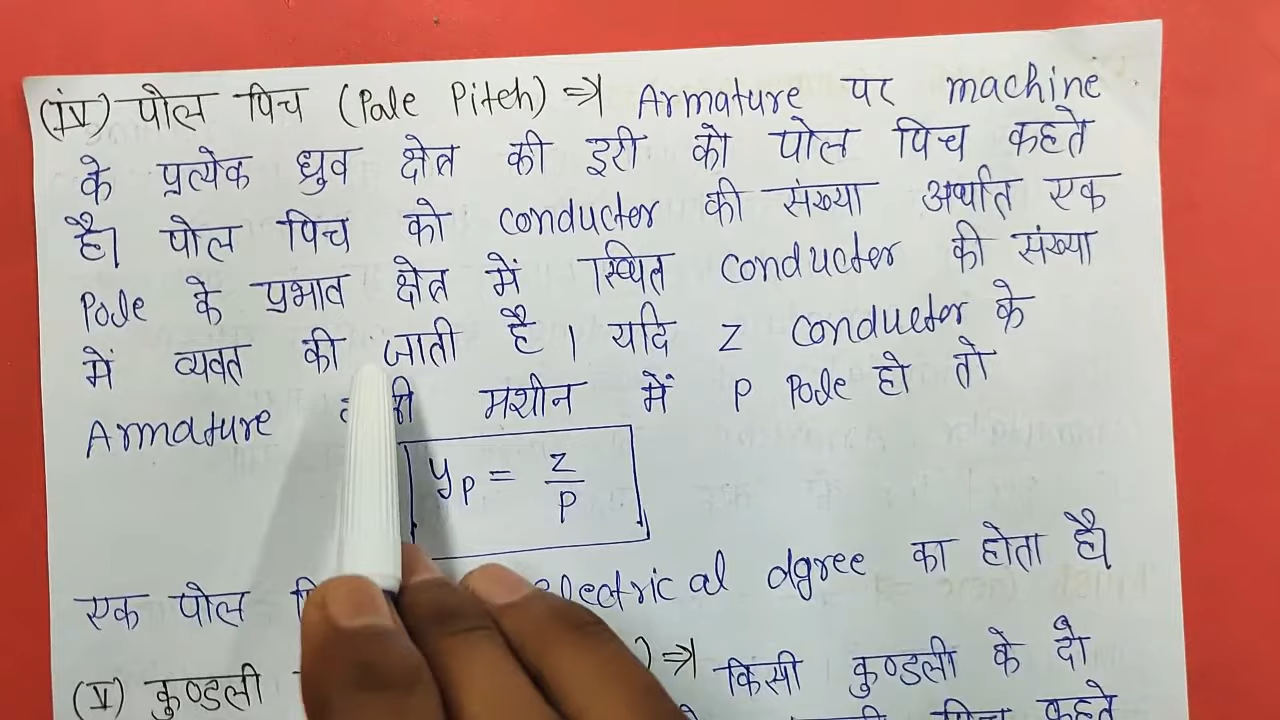 (iv) पोल पिच (Pole Pitch) ⇒ Armature पर machine
के प्रत्येक ध्रुव क्षेत्र की दूरी को पोल पिच कहते
है। पोल पिच को conductor की संख्या अर्थात एक
Pole के प्रभाव क्षेत्र में स्थित conductor की संख्या
में व्यक्त की जाती है। यदि z conductor के
Armature मशीन में P Pole हो तो
yP = z/P
एक पोल electrical dgree का होता है।
(v) कुण्डली ) ⇒ किसी कुण्डली के दो
पिच कहते